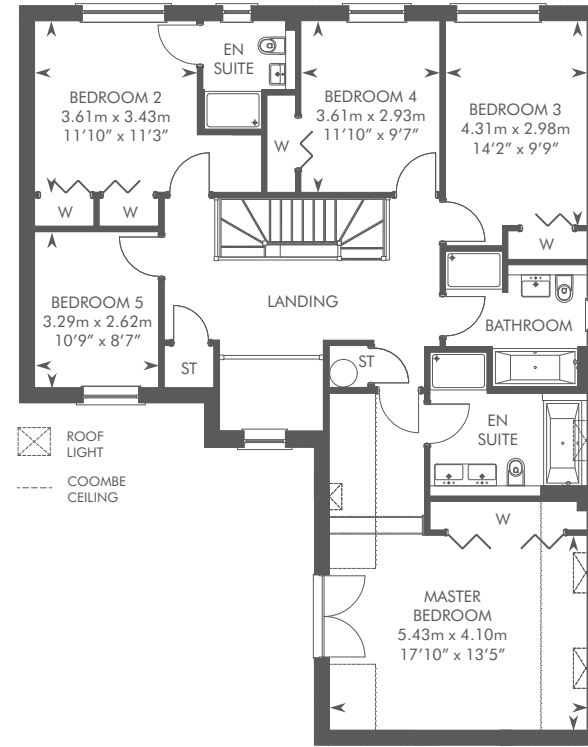 EN
SUITE
BEDROOM 2
3.61m x 3.43m
11'10” x 11'3”
BEDROOM 4
3.61m x 2.93m
11'10” x 9'7”
BEDROOM 3
4.31m x 2.98m
14'2” x 9'9”
W
W
W
W
LANDING
BEDROOM 5
3.29m x 2.62m
10'9” x 8'7”
BATHROOM
ST
ST
EN
SUITE
ROOF
LIGHT
COOMBE
CEILING
W
MASTER
BEDROOM
5.43m x 4.10m
17'10” x 13'5”